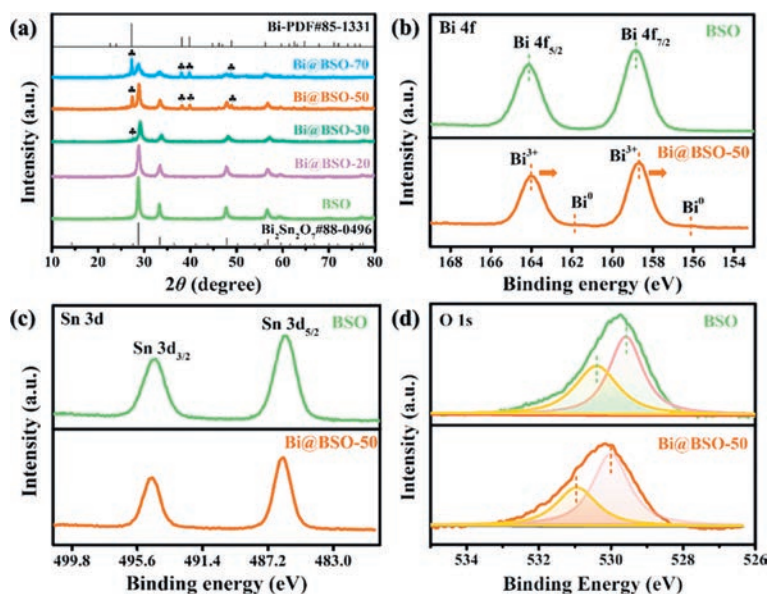 (a)
Bi-PDF#85-1331
♣
Bi@BSO-70
♣ ♣ ♣
Bi@BSO-50
♣ ♣ ♣ ♣
Bi@BSO-30
♣
Bi@BSO-20
BSO
Bi₂Sn₂O₇#88-0496
10 20 30 40 50 60 70 80
2θ (degree)
Intensity (a.u.)
(b)
Bi 4f
BSO
Bi 4f₅/₂
Bi 4f₇/₂
Bi@BSO-50
Bi³⁺
Bi³⁺
Bi⁰
Bi⁰
168 166 164 162 160 158 156 154
Binding energy (eV)
Intensity (a.u.)
(c)
Sn 3d
BSO
Sn 3d₃/₂
Sn 3d₅/₂
Bi@BSO-50
499.8 495.6 491.4 487.2 483.0
Binding energy (eV)
Intensity (a.u.)
(d)
O 1s
BSO
Bi@BSO-50
534 532 530 528 526
Binding Energy (eV)
Intensity (a.u.)